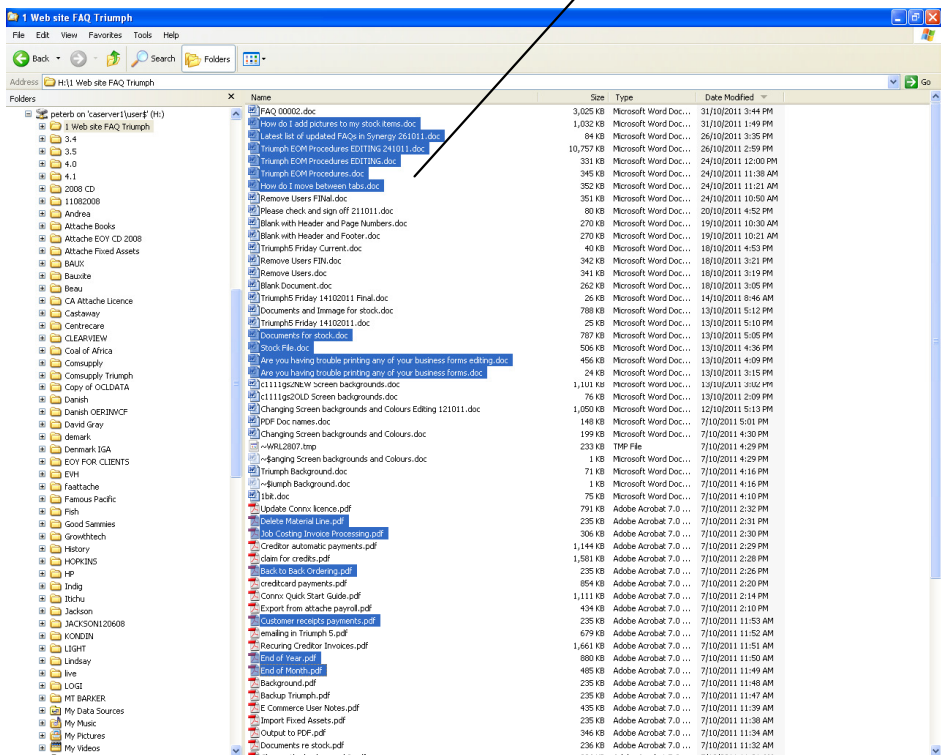 1 Web site FAQ Triumph
File Edit View Favorites Tools Help
Back Search Folders
Address H:\1 Web site FAQ Triumph Go
Folders × Name Size Type Date Modified
peterb on 'caserver1\user$' (H:)
1 Web site FAQ Triumph
3.4
3.5
4.0
4.1
2008 CD
11082008
Andrea
Attache Books
Attache EOY CD 2008
Attache Fixed Assets
BAUX
Bauxite
Beau
CA Attache Licence
Castaway
Centrecare
CLEARVIEW
Coal of Africa
Comsupply
Comsupply Triumph
Copy of OCLDATA
Danish
Danish OERINVCF
David Gray
demark
Denmark IGA
EOY FOR CLIENTS
EVH
faattache
Famous Pacific
Fish
Good Sammies
Growthtech
History
HOPKINS
HP
Indig
Itichu
Jackson
JACKSON120608
KONDIN
LIGHT
Lindsay
live
LOGI
MT BARKER
My Data Sources
My Music
My Pictures
My Videos
FAQ 00002.doc 3,025 KB Microsoft Word Doc... 31/10/2011 3:44 PM
How do I add pictures to my stock items.doc 1,032 KB Microsoft Word Doc... 31/10/2011 1:49 PM
Latest list of updated FAQs in Synergy 261011.doc 84 KB Microsoft Word Doc... 26/10/2011 3:35 PM
Triumph EOM Procedures EDITING 241011.doc 10,757 KB Microsoft Word Doc... 26/10/2011 2:59 PM
Triumph EOM Procedures EDITING.doc 331 KB Microsoft Word Doc... 24/10/2011 12:00 PM
Triumph EOM Procedures.doc 345 KB Microsoft Word Doc... 24/10/2011 11:38 AM
How do I move between tabs.doc 352 KB Microsoft Word Doc... 24/10/2011 11:21 AM
Remove Users FINal.doc 351 KB Microsoft Word Doc... 24/10/2011 10:50 AM
Please check and sign off 211011.doc 80 KB Microsoft Word Doc... 20/10/2011 4:52 PM
Blank with Header and Page Numbers.doc 270 KB Microsoft Word Doc... 19/10/2011 10:30 AM
Blank with Header and Footer.doc 270 KB Microsoft Word Doc... 19/10/2011 10:21 AM
Triumph5 Friday Current.doc 40 KB Microsoft Word Doc... 18/10/2011 4:53 PM
Remove Users FIN.doc 342 KB Microsoft Word Doc... 18/10/2011 3:21 PM
Remove Users.doc 341 KB Microsoft Word Doc... 18/10/2011 3:19 PM
Blank Document.doc 262 KB Microsoft Word Doc... 18/10/2011 3:05 PM
Triumph5 Friday 14102011 Final.doc 26 KB Microsoft Word Doc... 14/10/2011 8:46 AM
Documents and Immage for stock.doc 788 KB Microsoft Word Doc... 13/10/2011 5:12 PM
Triumph5 Friday 14102011.doc 25 KB Microsoft Word Doc... 13/10/2011 5:10 PM
Documents for stock.doc 787 KB Microsoft Word Doc... 13/10/2011 5:05 PM
Stock File.doc 506 KB Microsoft Word Doc... 13/10/2011 4:36 PM
Are you having trouble printing any of your business forms editing.doc 456 KB Microsoft Word Doc... 13/10/2011 4:09 PM
Are you having trouble printing any of your business forms.doc 24 KB Microsoft Word Doc... 13/10/2011 3:15 PM
c1111gs2NEW Screen backgrounds.doc 1,101 KB Microsoft Word Doc... 13/10/2011 3:02 PM
c1111gs2OLD Screen backgrounds.doc 76 KB Microsoft Word Doc... 13/10/2011 2:09 PM
Changing Screen backgrounds and Colours Editing 121011.doc 1,050 KB Microsoft Word Doc... 12/10/2011 5:13 PM
PDF Doc names.doc 148 KB Microsoft Word Doc... 7/10/2011 5:01 PM
Changing Screen backgrounds and Colours.doc 199 KB Microsoft Word Doc... 7/10/2011 4:30 PM
~WRL2807.tmp 233 KB TMP File 7/10/2011 4:29 PM
~$anging Screen backgrounds and Colours.doc 1 KB Microsoft Word Doc... 7/10/2011 4:29 PM
Triumph Background.doc 71 KB Microsoft Word Doc... 7/10/2011 4:16 PM
~$iumph Background.doc 1 KB Microsoft Word Doc... 7/10/2011 4:16 PM
1bit.doc 75 KB Microsoft Word Doc... 7/10/2011 4:10 PM
Update Connx licence.pdf 791 KB Adobe Acrobat 7.0 ... 7/10/2011 2:32 PM
Delete Material Line.pdf 235 KB Adobe Acrobat 7.0 ... 7/10/2011 2:31 PM
Job Costing Invoice Processing.pdf 306 KB Adobe Acrobat 7.0 ... 7/10/2011 2:30 PM
Creditor automatic payments.pdf 1,144 KB Adobe Acrobat 7.0 ... 7/10/2011 2:29 PM
claim for credits.pdf 1,581 KB Adobe Acrobat 7.0 ... 7/10/2011 2:28 PM
Back to Back Ordering.pdf 235 KB Adobe Acrobat 7.0 ... 7/10/2011 2:26 PM
creditcard payments.pdf 854 KB Adobe Acrobat 7.0 ... 7/10/2011 2:20 PM
Connx Quick Start Guide.pdf 1,111 KB Adobe Acrobat 7.0 ... 7/10/2011 2:14 PM
Export from attache payroll.pdf 434 KB Adobe Acrobat 7.0 ... 7/10/2011 2:10 PM
Customer receipts payments.pdf 235 KB Adobe Acrobat 7.0 ... 7/10/2011 11:53 AM
emailing in Triumph 5.pdf 679 KB Adobe Acrobat 7.0 ... 7/10/2011 11:52 AM
Recuring Creditor Invoices.pdf 1,661 KB Adobe Acrobat 7.0 ... 7/10/2011 11:51 AM
End of Year.pdf 880 KB Adobe Acrobat 7.0 ... 7/10/2011 11:50 AM
End of Month.pdf 485 KB Adobe Acrobat 7.0 ... 7/10/2011 11:49 AM
Background.pdf 235 KB Adobe Acrobat 7.0 ... 7/10/2011 11:48 AM
Backup Triumph.pdf 235 KB Adobe Acrobat 7.0 ... 7/10/2011 11:47 AM
E Commerce User Notes.pdf 435 KB Adobe Acrobat 7.0 ... 7/10/2011 11:39 AM
Import Fixed Assets.pdf 235 KB Adobe Acrobat 7.0 ... 7/10/2011 11:38 AM
Output to PDF.pdf 346 KB Adobe Acrobat 7.0 ... 7/10/2011 11:34 AM
Documents re stock.pdf 236 KB Adobe Acrobat 7.0 ... 7/10/2011 11:32 AM